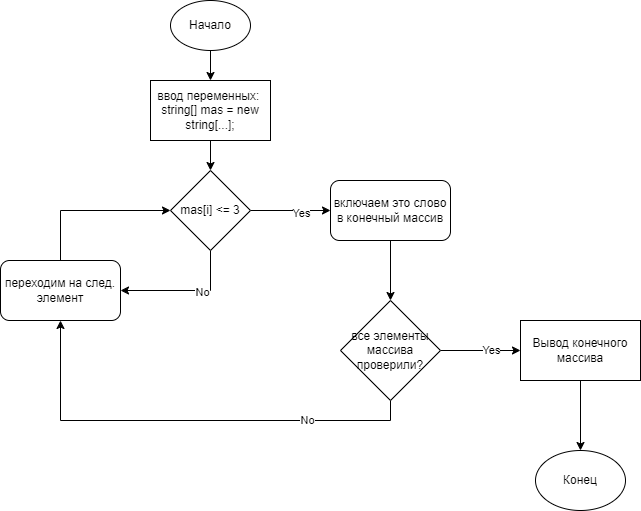 Начало
ввод переменных:
string[] mas = new
string[...];
mas[i] <= 3
Yes
включаем это слово
в конечный массив
No
переходим на след.
элемент
все элементы
массива
проверили?
Yes
Вывод конечного
массива
No
Конец